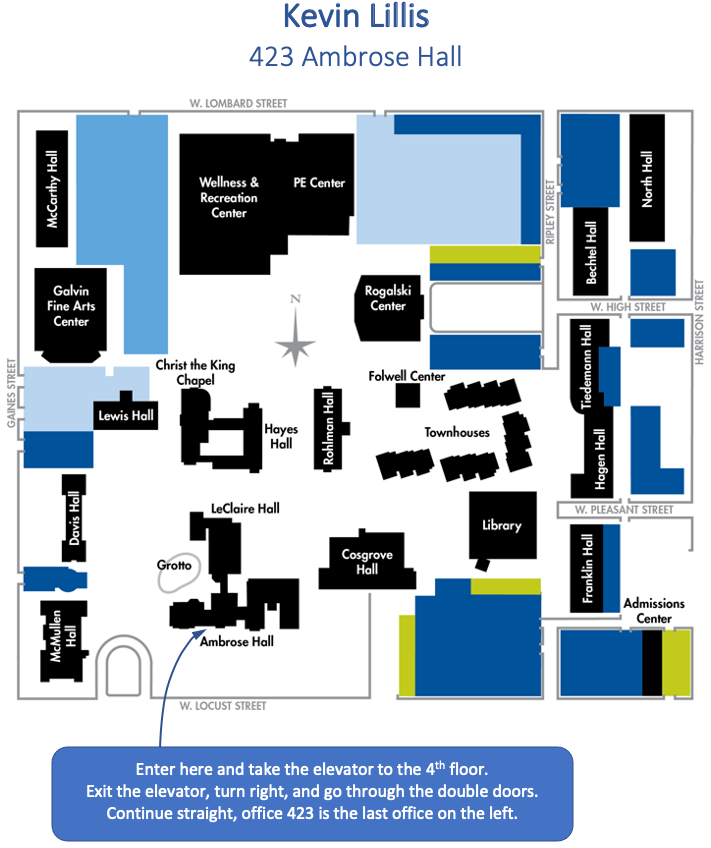 Kevin Lillis
423 Ambrose Hall
W. LOMBARD STREET
McCarthy Hall
Wellness &
Recreation
Center
PE Center
RIPLEY STREET
North Hall
Bechtel Hall
Galvin
Fine Arts
Center
Rogalski
Center
N
W. HIGH STREET
HARRISON STREET
GAINES STREET
Christ the King
Chapel
Lewis Hall
Hayes
Hall
Rohlman Hall
Folwell Center
Townhouses
Tiedemann Hall
Hagen Hall
Davis Hall
LeClaire Hall
Grotto
Cosgrove
Hall
Library
W. PLEASANT STREET
Franklin Hall
Admissions
Center
McMullen
Hall
Ambrose Hall
W. LOCUST STREET
Enter here and take the elevator to the 4th floor.
Exit the elevator, turn right, and go through the double doors.
Continue straight, office 423 is the last office on the left.